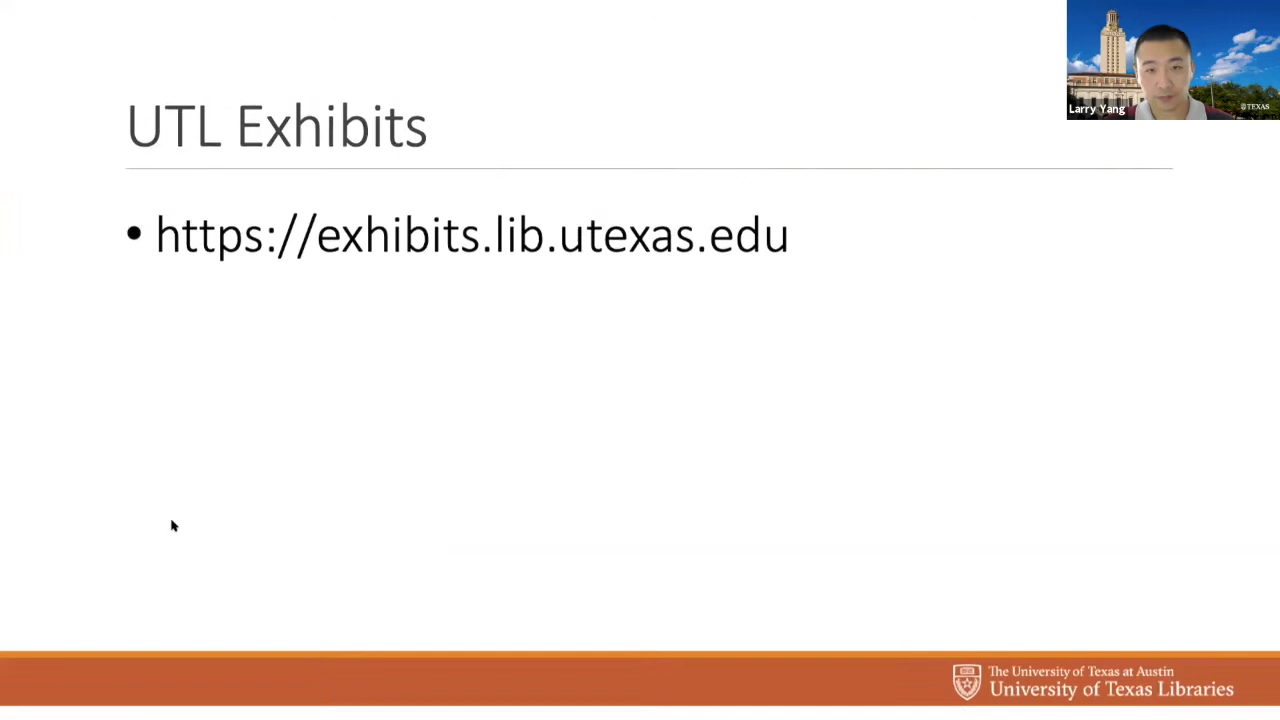 UTL Exhibits
• https://exhibits.lib.utexas.edu
Larry Yang
@TEXAS
The University of Texas at Austin
University of Texas Libraries